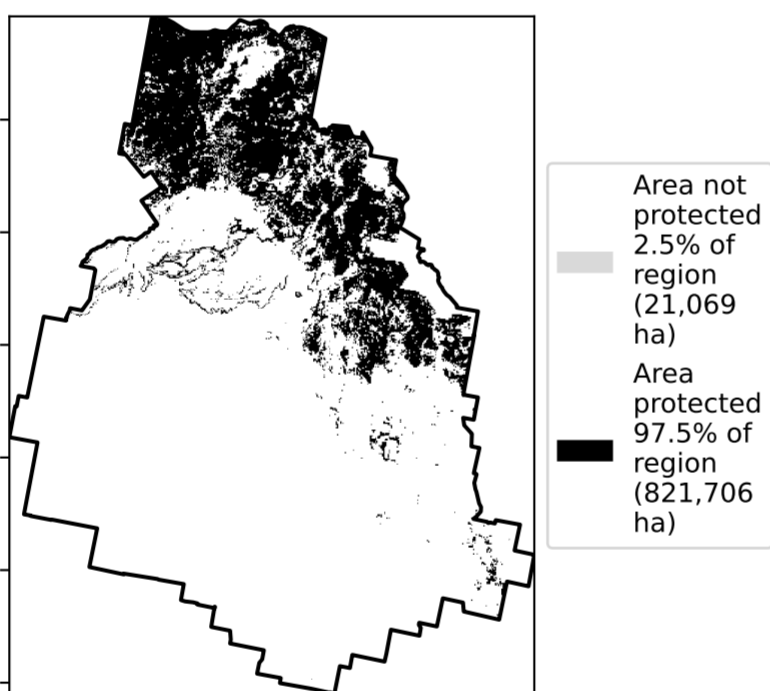 Area not
protected
2.5% of
region
(21,069
ha)
Area
protected
97.5% of
region
(821,706
ha)